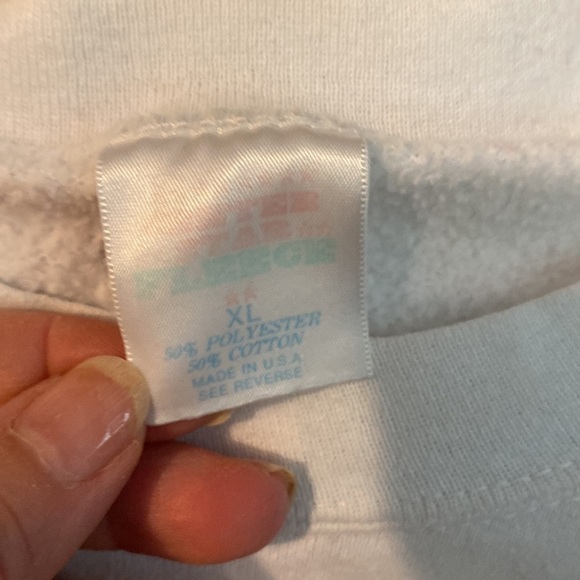 FLEECE
XL
50% POLYESTER
50% COTTON
MADE IN U.S.A
SEE REVERSE